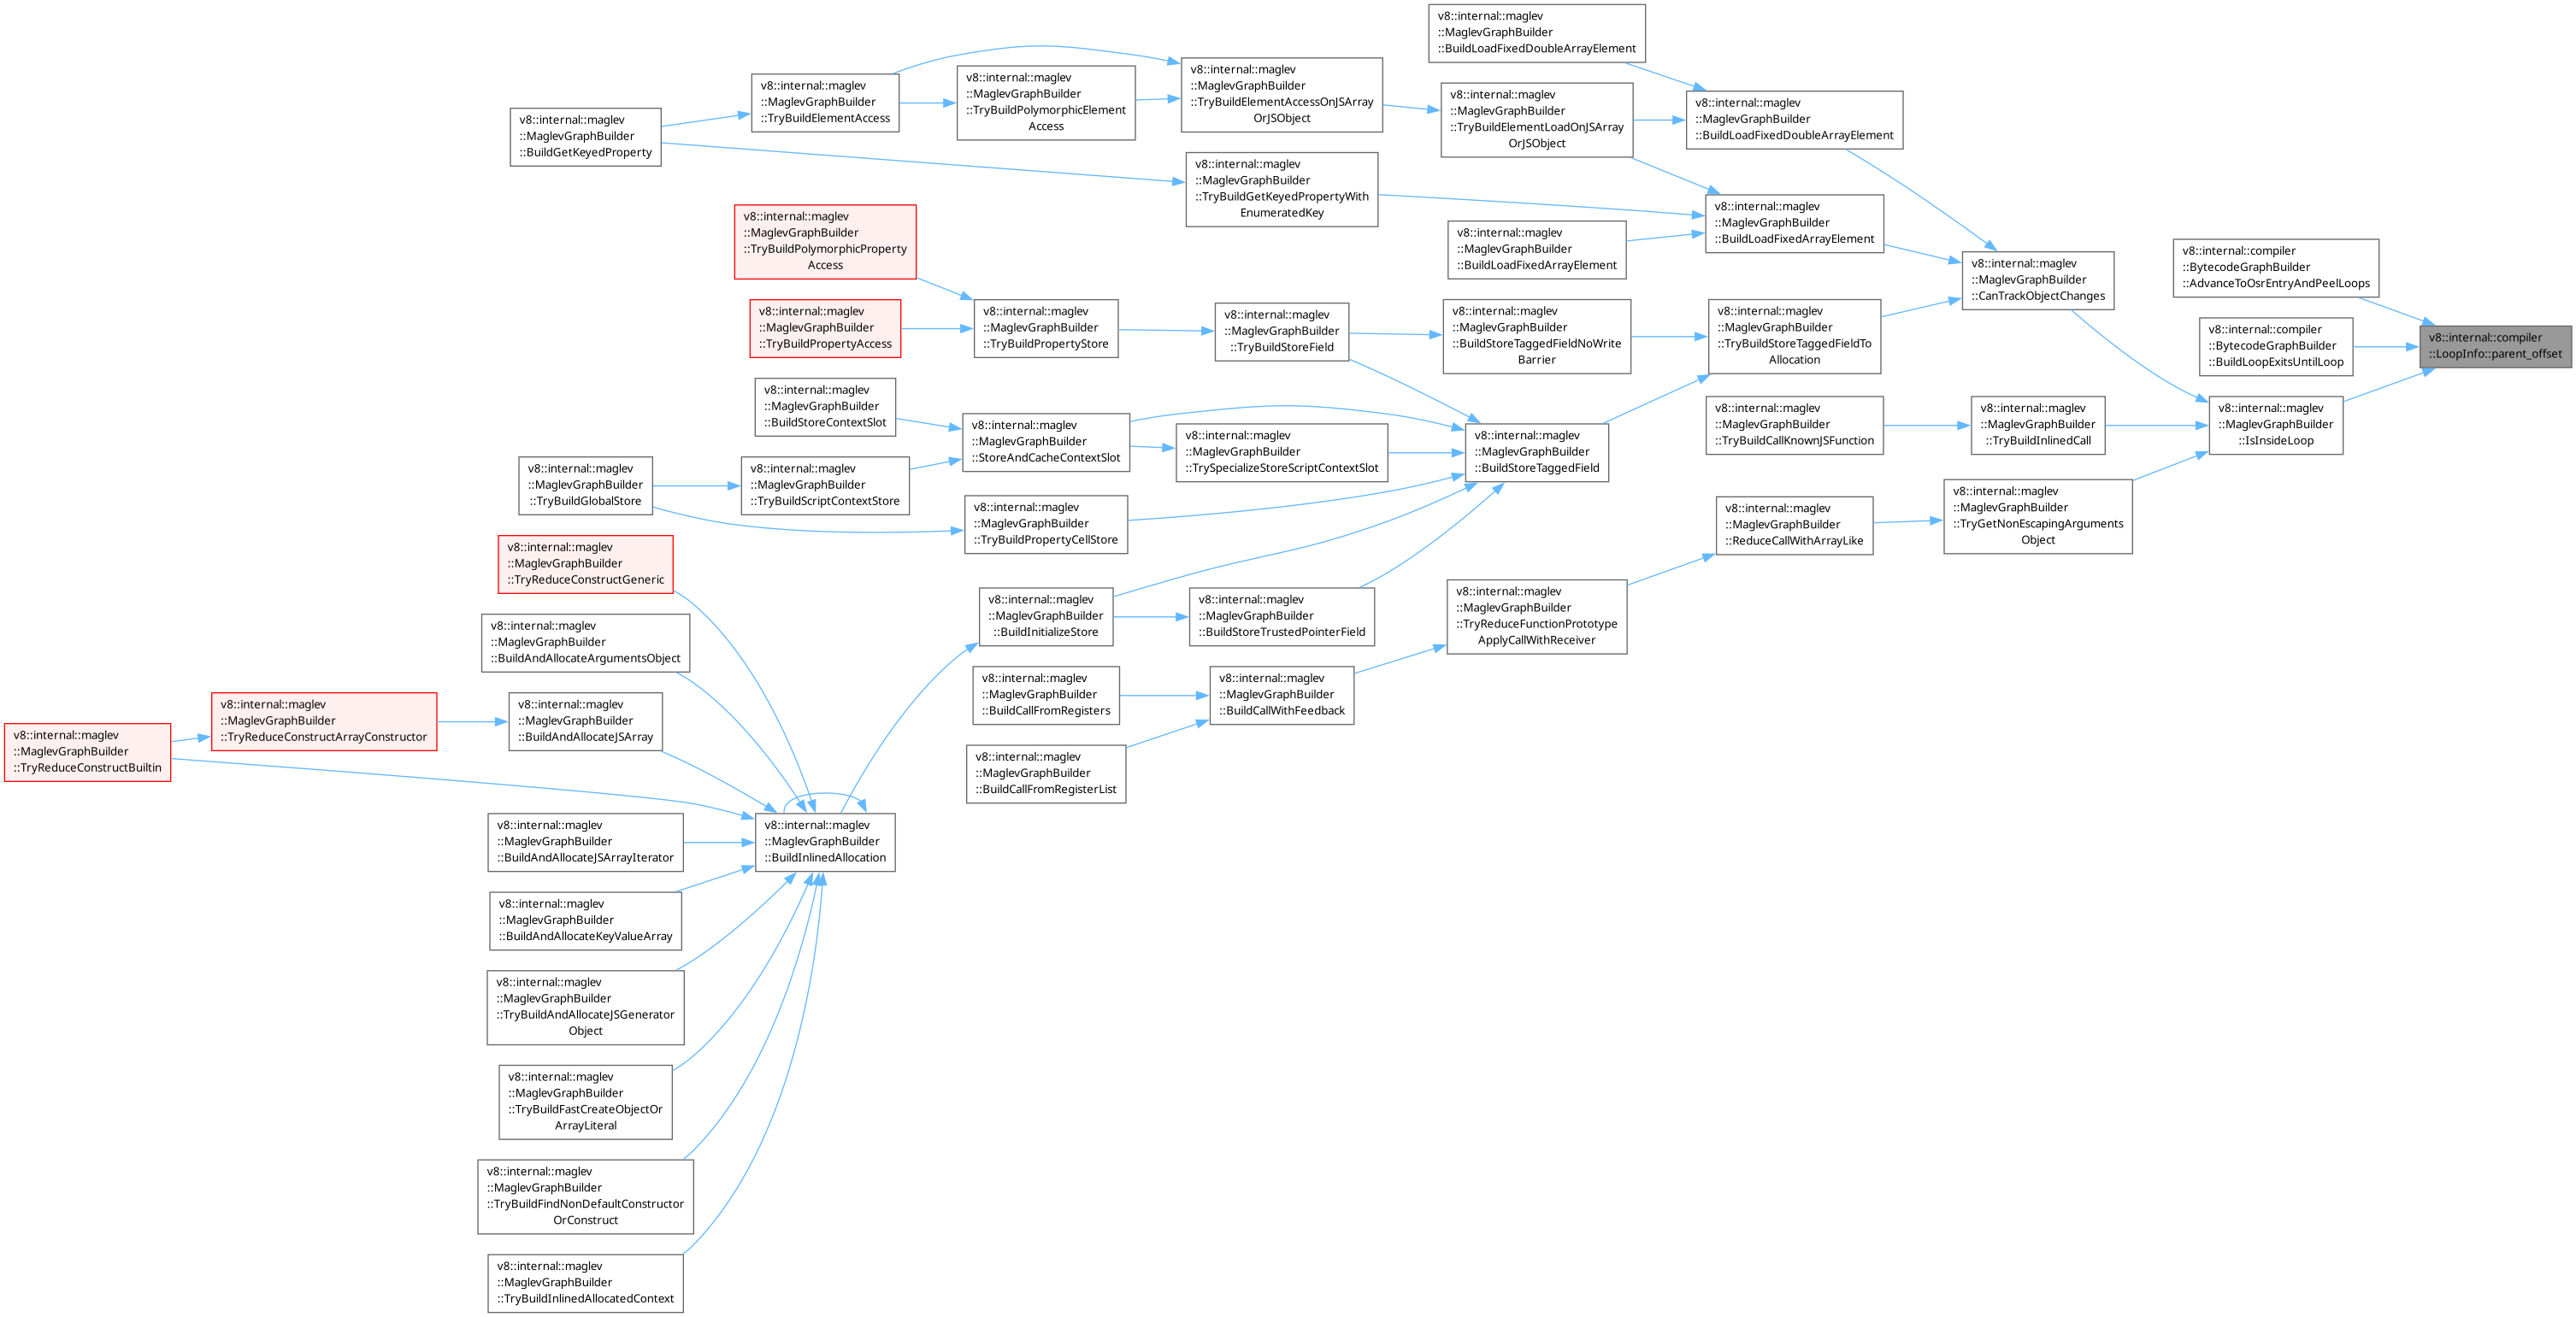 v8::internal::maglev
::MaglevGraphBuilder
::BuildLoadFixedDoubleArrayElement
v8::internal::maglev
::MaglevGraphBuilder
::TryBuildElementAccessOnJSArray
OrJSObject
v8::internal::maglev
::MaglevGraphBuilder
::TryBuildPolymorphicElement
Access
v8::internal::maglev
::MaglevGraphBuilder
::TryBuildElementAccess
v8::internal::maglev
::MaglevGraphBuilder
::TryBuildElementLoadOnJSArray
OrJSObject
v8::internal::maglev
::MaglevGraphBuilder
::BuildLoadFixedDoubleArrayElement
v8::internal::maglev
::MaglevGraphBuilder
::BuildGetKeyedProperty
v8::internal::maglev
::MaglevGraphBuilder
::TryBuildGetKeyedPropertyWith
EnumeratedKey
v8::internal::maglev
::MaglevGraphBuilder
::BuildLoadFixedArrayElement
v8::internal::maglev
::MaglevGraphBuilder
::TryBuildPolymorphicProperty
Access
v8::internal::maglev
::MaglevGraphBuilder
::BuildLoadFixedArrayElement
v8::internal::compiler
::BytecodeGraphBuilder
::AdvanceToOsrEntryAndPeelLoops
v8::internal::maglev
::MaglevGraphBuilder
::CanTrackObjectChanges
v8::internal::maglev
::MaglevGraphBuilder
::TryBuildPropertyAccess
v8::internal::maglev
::MaglevGraphBuilder
::TryBuildPropertyStore
v8::internal::maglev
::MaglevGraphBuilder
::TryBuildStoreField
v8::internal::maglev
::MaglevGraphBuilder
::BuildStoreTaggedFieldNoWrite
Barrier
v8::internal::maglev
::MaglevGraphBuilder
::TryBuildStoreTaggedFieldTo
Allocation
v8::internal::compiler
::BytecodeGraphBuilder
::BuildLoopExitsUntilLoop
v8::internal::compiler
::LoopInfo::parent_offset
v8::internal::maglev
::MaglevGraphBuilder
::BuildStoreContextSlot
v8::internal::maglev
::MaglevGraphBuilder
::StoreAndCacheContextSlot
v8::internal::maglev
::MaglevGraphBuilder
::TrySpecializeStoreScriptContextSlot
v8::internal::maglev
::MaglevGraphBuilder
::BuildStoreTaggedField
v8::internal::maglev
::MaglevGraphBuilder
::TryBuildCallKnownJSFunction
v8::internal::maglev
::MaglevGraphBuilder
::TryBuildInlinedCall
v8::internal::maglev
::MaglevGraphBuilder
::IsInsideLoop
v8::internal::maglev
::MaglevGraphBuilder
::TryBuildGlobalStore
v8::internal::maglev
::MaglevGraphBuilder
::TryBuildScriptContextStore
v8::internal::maglev
::MaglevGraphBuilder
::TryBuildPropertyCellStore
v8::internal::maglev
::MaglevGraphBuilder
::ReduceCallWithArrayLike
v8::internal::maglev
::MaglevGraphBuilder
::TryGetNonEscapingArguments
Object
v8::internal::maglev
::MaglevGraphBuilder
::TryReduceConstructGeneric
v8::internal::maglev
::MaglevGraphBuilder
::BuildInitializeStore
v8::internal::maglev
::MaglevGraphBuilder
::BuildStoreTrustedPointerField
v8::internal::maglev
::MaglevGraphBuilder
::TryReduceFunctionPrototype
ApplyCallWithReceiver
v8::internal::maglev
::MaglevGraphBuilder
::BuildAndAllocateArgumentsObject
v8::internal::maglev
::MaglevGraphBuilder
::BuildCallFromRegisters
v8::internal::maglev
::MaglevGraphBuilder
::BuildCallWithFeedback
v8::internal::maglev
::MaglevGraphBuilder
::TryReduceConstructBuiltin
v8::internal::maglev
::MaglevGraphBuilder
::TryReduceConstructArrayConstructor
v8::internal::maglev
::MaglevGraphBuilder
::BuildAndAllocateJSArray
v8::internal::maglev
::MaglevGraphBuilder
::BuildCallFromRegisterList
v8::internal::maglev
::MaglevGraphBuilder
::BuildAndAllocateJSArrayIterator
v8::internal::maglev
::MaglevGraphBuilder
::BuildInlinedAllocation
v8::internal::maglev
::MaglevGraphBuilder
::BuildAndAllocateKeyValueArray
v8::internal::maglev
::MaglevGraphBuilder
::TryBuildAndAllocateJSGenerator
Object
v8::internal::maglev
::MaglevGraphBuilder
::TryBuildFastCreateObjectOr
ArrayLiteral
v8::internal::maglev
::MaglevGraphBuilder
::TryBuildFindNonDefaultConstructor
OrConstruct
v8::internal::maglev
::MaglevGraphBuilder
::TryBuildInlinedAllocatedContext